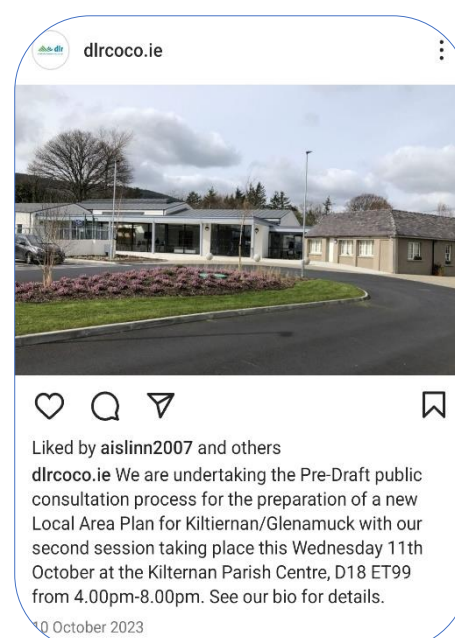 dlr
dlrcoco.ie
Liked by aislinn2007 and others
dlrcoco.ie We are undertaking the Pre-Draft public
consultation process for the preparation of a new
Local Area Plan for Kiltiernan/Glenamuck with our
second session taking place this Wednesday 11th
October at the Kilternan Parish Centre, D18 ET99
from 4.00pm-8.00pm. See our bio for details.
10 October 2023